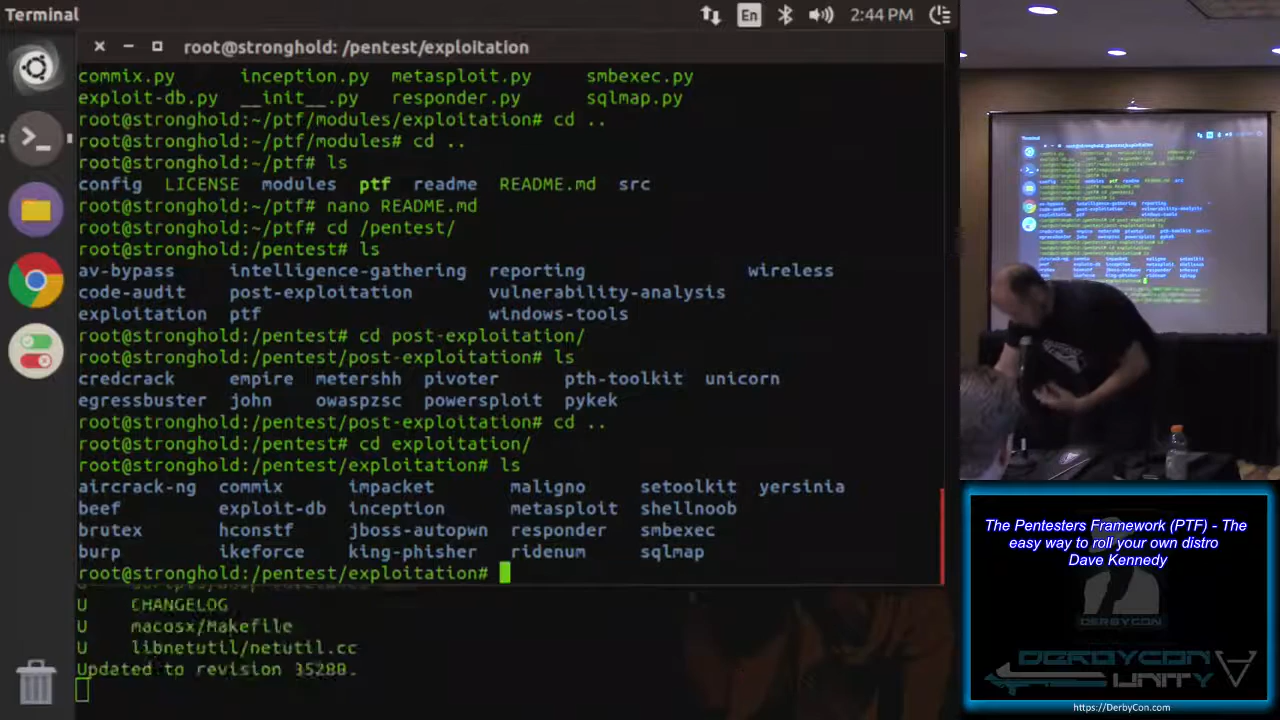 Terminal
En
2:44 PM
root@stronghold: /pentest/exploitation
commix.py inception.py metasploit.py smbexec.py
exploit-db.py __init__.py responder.py sqlmap.py
root@stronghold:~/ptf/modules/exploitation# cd ..
root@stronghold:~/ptf/modules# cd ..
root@stronghold:~/ptf# ls
config LICENSE modules ptf readme README.md src
root@stronghold:~/ptf# nano README.md
root@stronghold:~/ptf# cd /pentest/
root@stronghold:/pentest# ls
av-bypass intelligence-gathering reporting wireless
code-audit post-exploitation vulnerability-analysis
exploitation ptf windows-tools
root@stronghold:/pentest# cd post-exploitation/
root@stronghold:/pentest/post-exploitation# ls
credcrack empire metershh pivoter pth-toolkit unicorn
egressbuster john owaspzsc powersploit pykek
root@stronghold:/pentest/post-exploitation# cd ..
root@stronghold:/pentest# cd exploitation/
root@stronghold:/pentest/exploitation# ls
aircrack-ng commix impacket maligno setoolkit yersinia
beef exploit-db inception metasploit shellnoob
brutex hconstf jboss-autopwn responder smbexec
burp ikeforce king-phisher ridenum sqlmap
root@stronghold:/pentest/exploitation#
U CHANGELOG
U macosx/Makefile
U libnetutil/netutil.cc
Updated to revision 35288.
The Pentesters Framework (PTF) - The
easy way to roll your own distro
Dave Kennedy
DERBYCON
DERBYCON
UNITY
https://DerbyCon.com